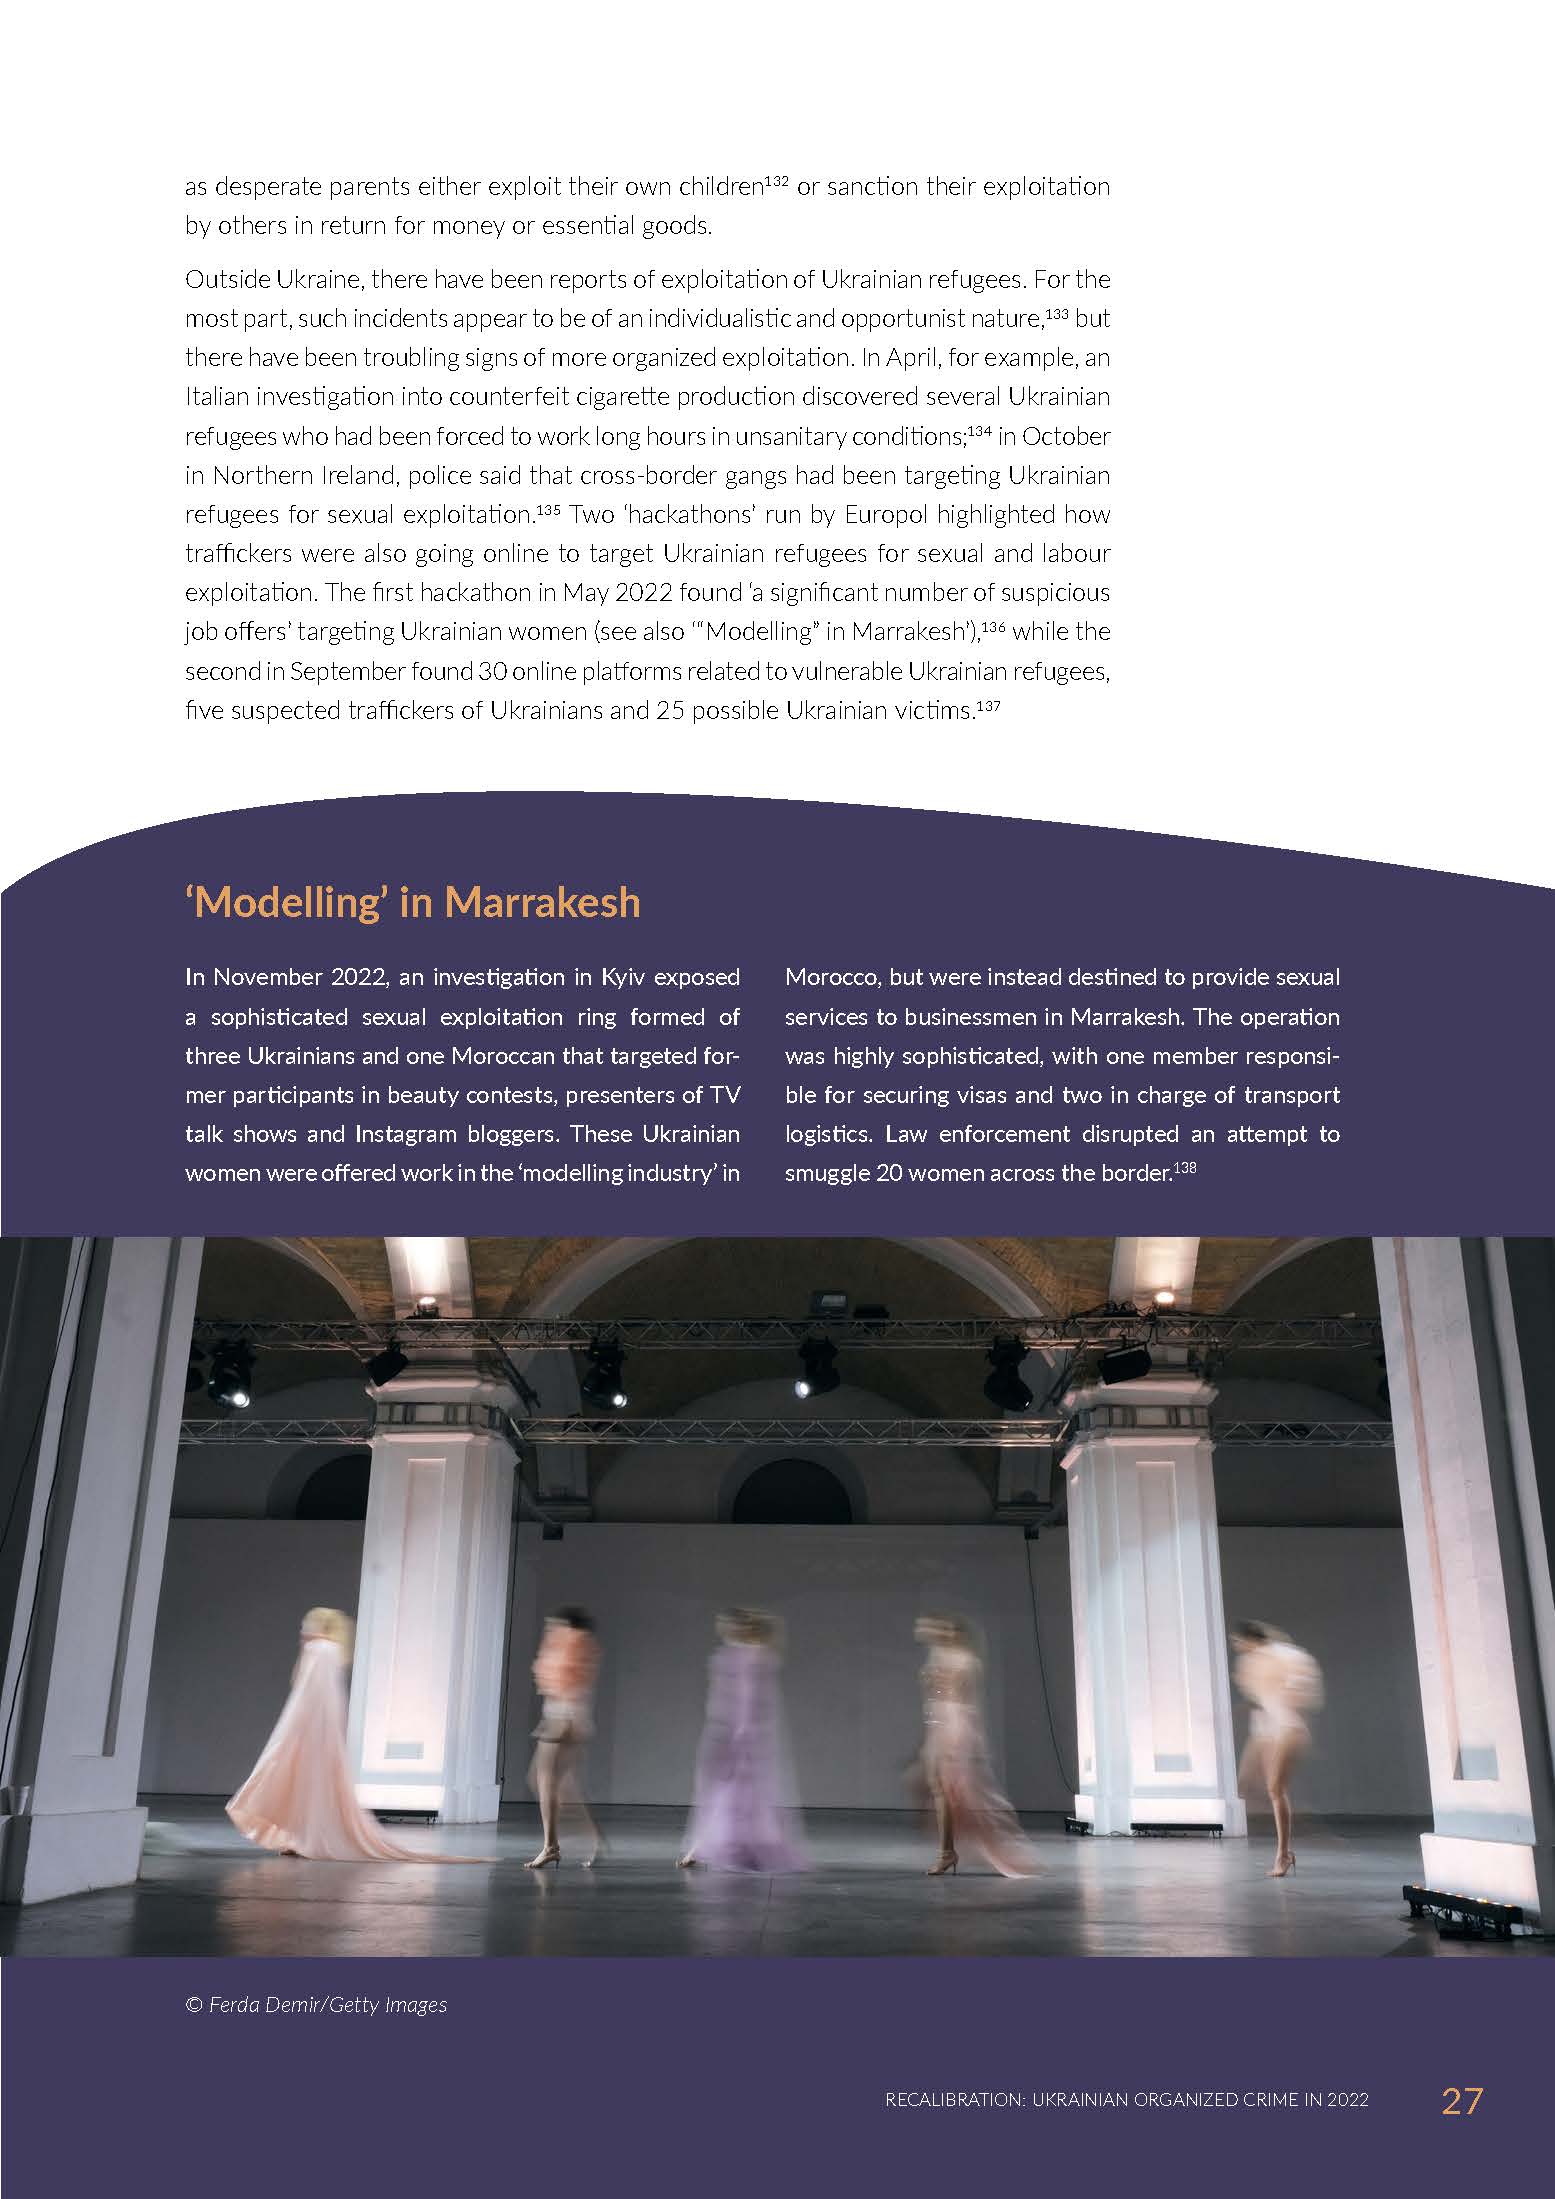 as desperate parents either exploit their own children132 or sanction their exploitation
by others in return for money or essential goods.
Outside Ukraine, there have been reports of exploitation of Ukrainian refugees. For the
most part, such incidents appear to be of an individualistic and opportunist nature,133 but
there have been troubling signs of more organized exploitation. In April, for example, an
Italian investigation into counterfeit cigarette production discovered several Ukrainian
refugees who had been forced to work long hours in unsanitary conditions;134 in October
in Northern Ireland, police said that cross-border gangs had been targeting Ukrainian
refugees for sexual exploitation.135 Two ‘hackathons’ run by Europol highlighted how
traffickers were also going online to target Ukrainian refugees for sexual and labour
exploitation. The first hackathon in May 2022 found ‘a significant number of suspicious
job offers’ targeting Ukrainian women (see also ‘“Modelling” in Marrakesh’),136 while the
second in September found 30 online platforms related to vulnerable Ukrainian refugees,
five suspected traffickers of Ukrainians and 25 possible Ukrainian victims.137
‘Modelling’ in Marrakesh
In November 2022, an investigation in Kyiv exposed
a sophisticated sexual exploitation ring formed of
three Ukrainians and one Moroccan that targeted for-
mer participants in beauty contests, presenters of TV
talk shows and Instagram bloggers. These Ukrainian
women were offered work in the ‘modelling industry’ in
Morocco, but were instead destined to provide sexual
services to businessmen in Marrakesh. The operation
was highly sophisticated, with one member responsi-
ble for securing visas and two in charge of transport
logistics. Law enforcement disrupted an attempt to
smuggle 20 women across the border.138
© Ferda Demir/Getty Images
RECALIBRATION: UKRAINIAN ORGANIZED CRIME IN 2022 27